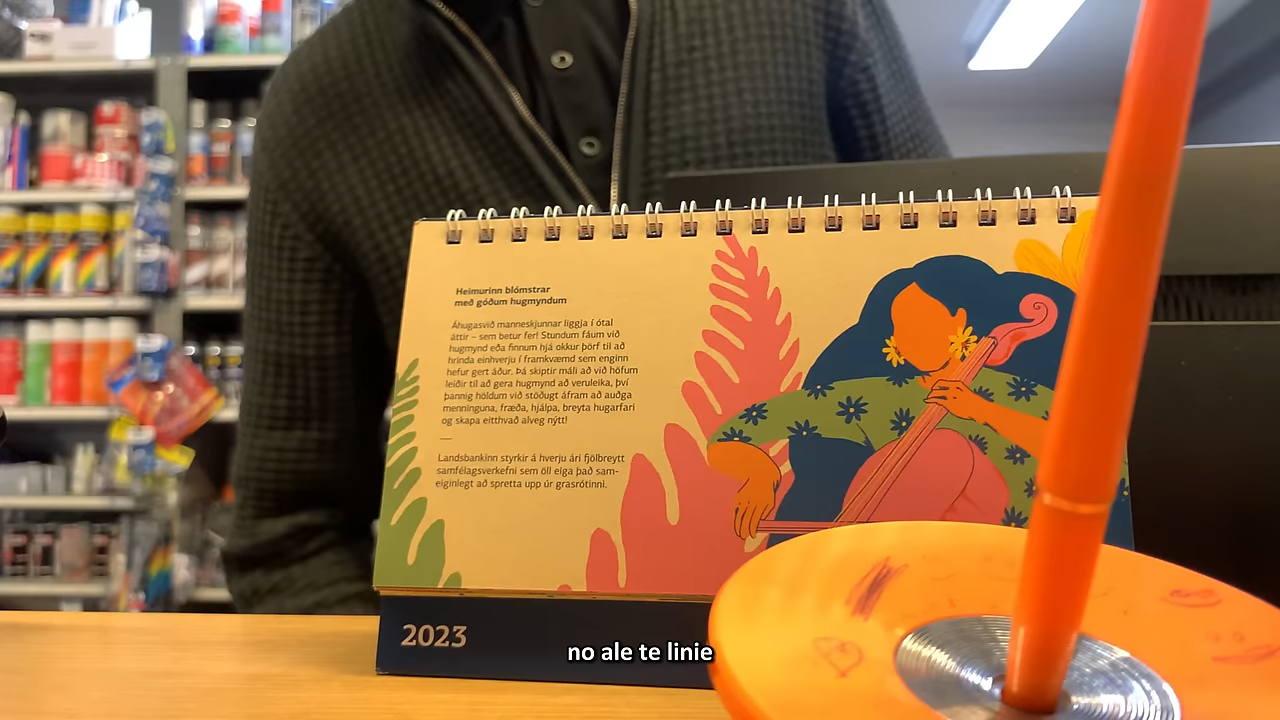 Heimurinn blómstrar
með góðum hugmyndum
Áhugasvið manneskjunnar liggja í ótal
áttir – sem betur fer! Stundum fáum við
hugmynd eða finnum hjá okkur þörf til að
hrinda einhverju í framkvæmd sem enginn
hefur gert áður. Þá skiptir máli að við höfum
leiðir til að gera hugmynd að veruleika, því
þannig höldum við stöðugt áfram að auðga
menninguna, fræða, hjálpa, breyta hugarfari
og skapa eitthvað alveg nýtt!
—
Landsbankinn styrkir á hverju ári fjölbreytt
samfélagsverkefni sem öll eiga það sam-
eiginlegt að spretta upp úr grasrótinni.
2023
no ale te linie